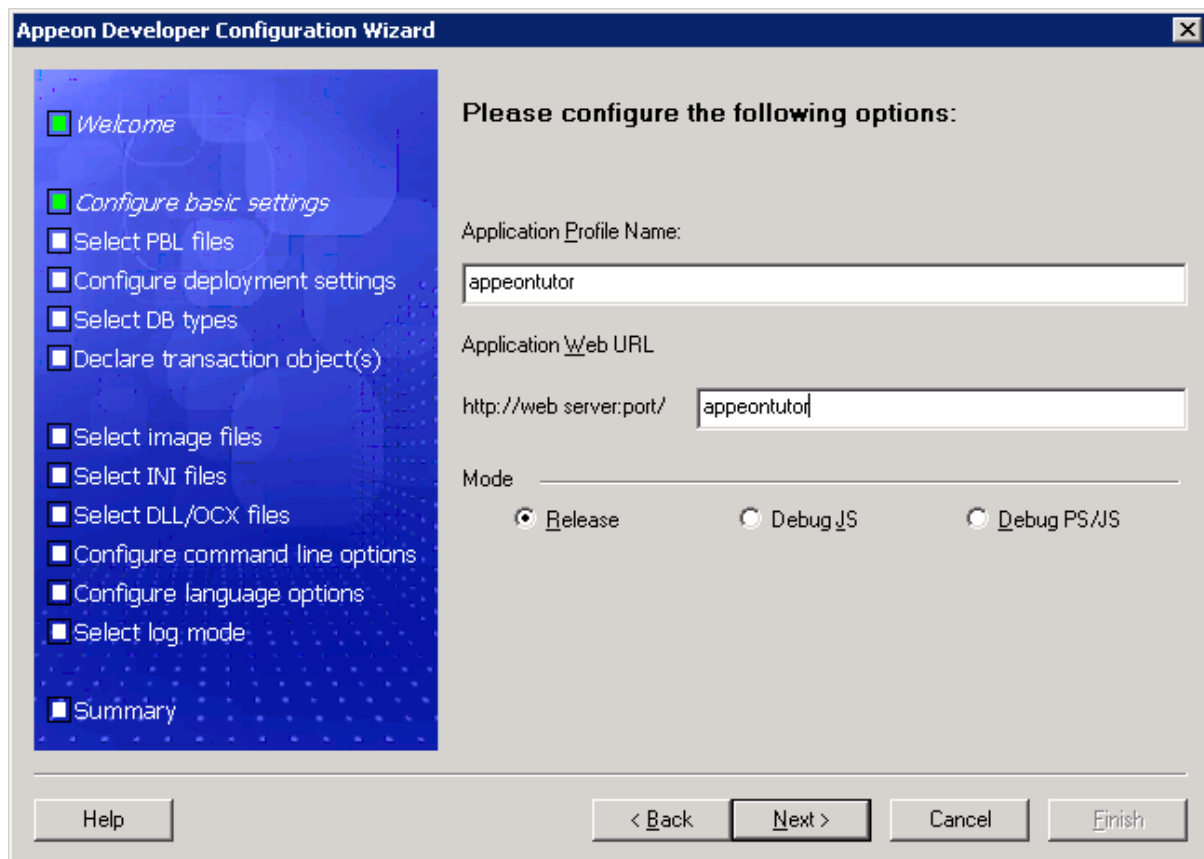 Appeon Developer Configuration Wizard
Welcome
Configure basic settings
Select PBL files
Configure deployment settings
Select DB types
Declare transaction object(s)
Select image files
Select INI files
Select DLL/OCX files
Configure command line options
Configure language options
Select log mode
Summary
Please configure the following options:
Application Profile Name:
appeontutor
Application Web URL
http://web server:port/ appeontutor
Mode
Release Debug JS Debug PS/JS
Help < Back Next > Cancel Finish